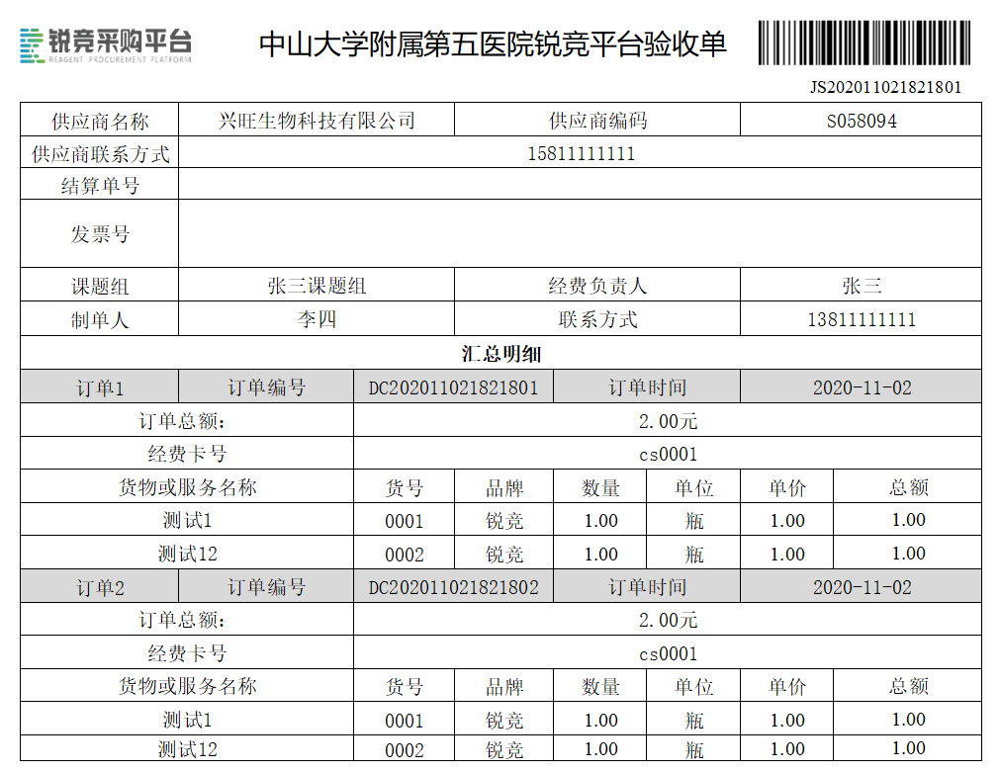 锐竞采购平台
REAGENT PROCUREMENT PLATFORM
中山大学附属第五医院锐竞平台验收单
JS202011021821801
供应商名称 兴旺生物科技有限公司 供应商编码 S058094
供应商联系方式 15811111111
结算单号
发票号
课题组 张三课题组 经费负责人 张三
制单人 李四 联系方式 13811111111
汇总明细
订单1 订单编号 DC202011021821801 订单时间 2020-11-02
订单总额： 2.00元
经费卡号 cs0001
货物或服务名称 货号 品牌 数量 单位 单价 总额
测试1 0001 锐竞 1.00 瓶 1.00 1.00
测试12 0002 锐竞 1.00 瓶 1.00 1.00
订单2 订单编号 DC202011021821802 订单时间 2020-11-02
订单总额： 2.00元
经费卡号 cs0001
货物或服务名称 货号 品牌 数量 单位 单价 总额
测试1 0001 锐竞 1.00 瓶 1.00 1.00
测试12 0002 锐竞 1.00 瓶 1.00 1.00